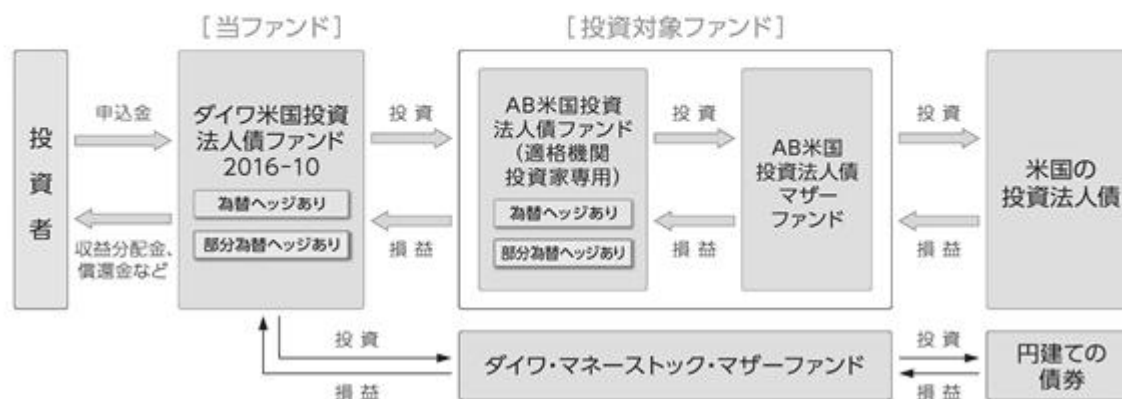 [当ファンド]
[投資対象ファンド]
投資者
申込金
収益分配金、
償還金など
ダイワ米国投資
法人債ファンド
2016-10
為替ヘッジあり
部分為替ヘッジあり
投資
損益
AB米国投資
法人債ファンド
(適格機関
投資家専用)
為替ヘッジあり
部分為替ヘッジあり
投資
損益
AB米国
投資法人債
マザー
ファンド
投資
損益
米国の
投資法人債
投資
損益
ダイワ・マネーストック・マザーファンド
投資
損益
円建ての
債券